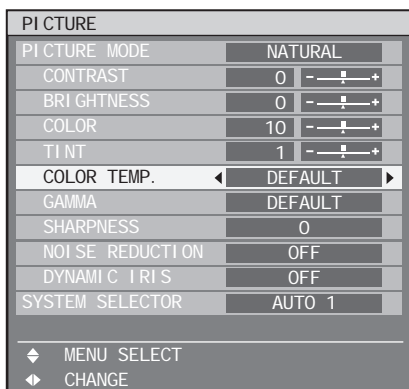 PICTURE
PICTURE MODE NATURAL
CONTRAST 0 - +
BRIGHTNESS 0 - +
COLOR 10 - +
TINT 1 - +
COLOR TEMP. DEFAULT
GAMMA DEFAULT
SHARPNESS 0
NOISE REDUCTION OFF
DYNAMIC IRIS OFF
SYSTEM SELECTOR AUTO 1
MENU SELECT
CHANGE